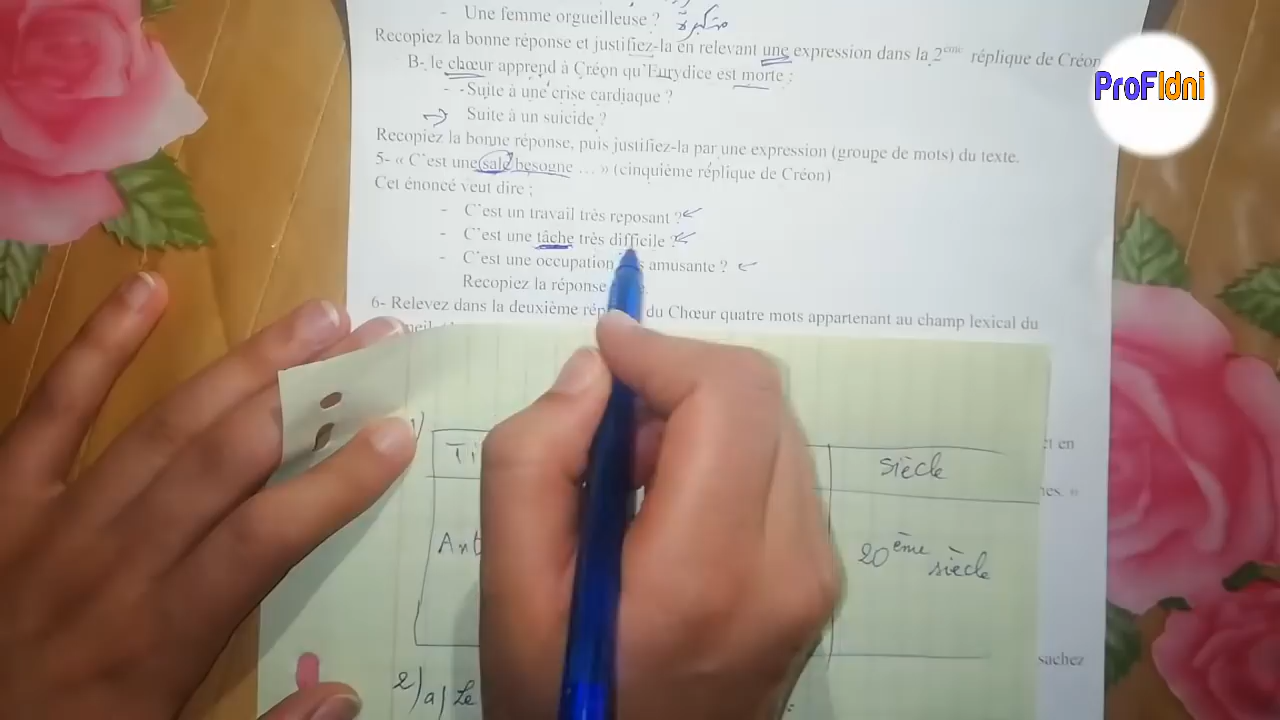 - Une femme orgueilleuse ? متكبرة
Recopiez la bonne réponse et justifiez-la en relevant une expression dans la 2ème réplique de Créon
B- le chœur apprend à Créon qu'Eurydice est morte :
- Suite à une crise cardiaque ?
Suite à un suicide ?
Recopiez la bonne réponse, puis justifiez-la par une expression (groupe de mots) du texte.
5- « C'est une sale besogne … » (cinquième réplique de Créon)
Cet énoncé veut dire :
- C'est un travail très reposant ?
- C'est une tâche très difficile ?
- C'est une occupation amusante ?
Recopiez la réponse
6- Relevez dans la deuxième du Chœur quatre mots appartenant au champ lexical du
et en
siècle
20ème siècle
sachez
2) a) Le
ProFIdni